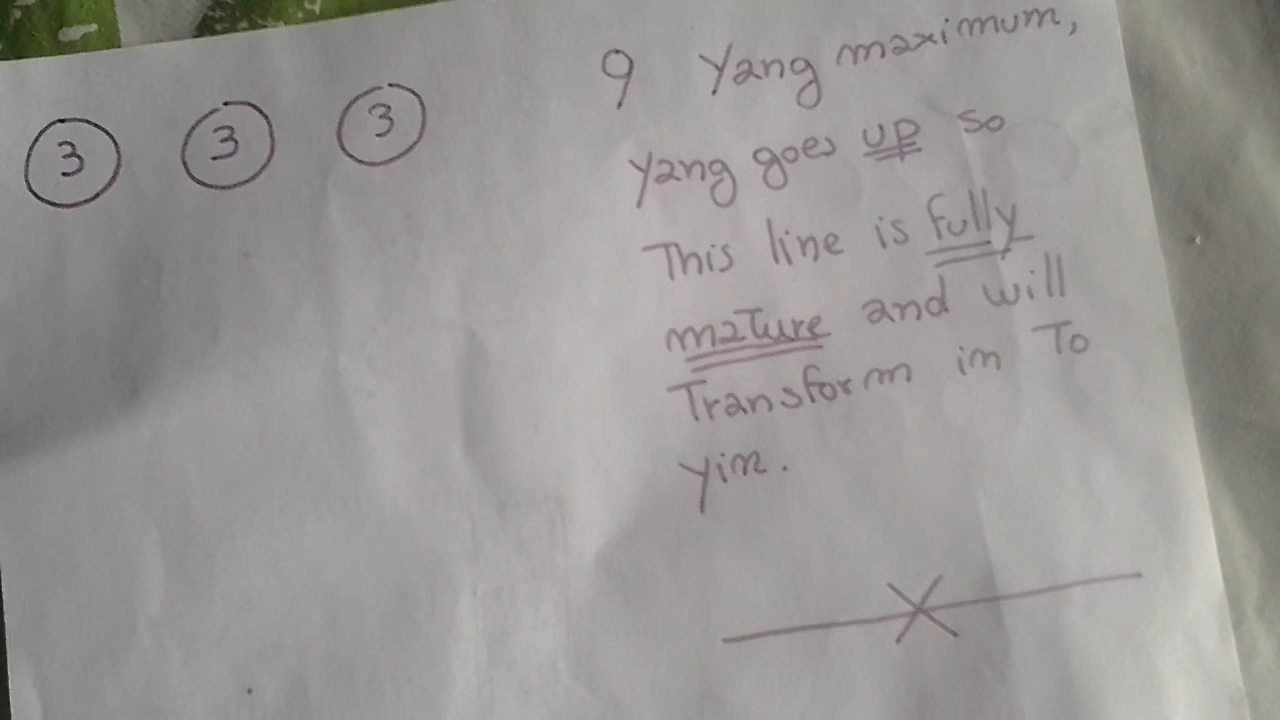 3 3 3
9 Yang maximum,
yang goes up so
This line is fully
mature and will
Transform in To
yin.